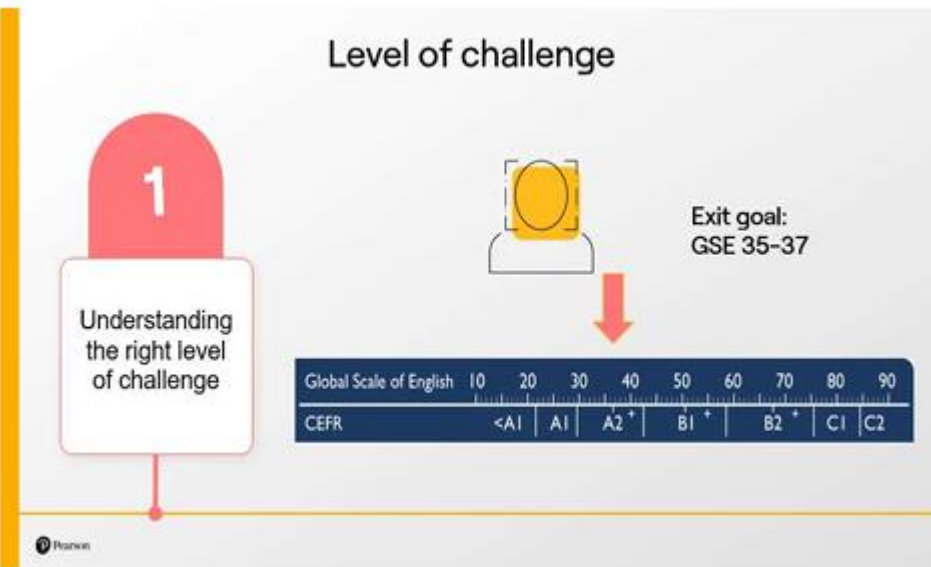 Level of challenge
1
Understanding
the right level
of challenge
Exit goal:
GSE 35-37
Global Scale of English 10 20 30 40 50 60 70 80 90
CEFR <A1 A1 A2+ B1+ B2+ C1 C2
Pearson